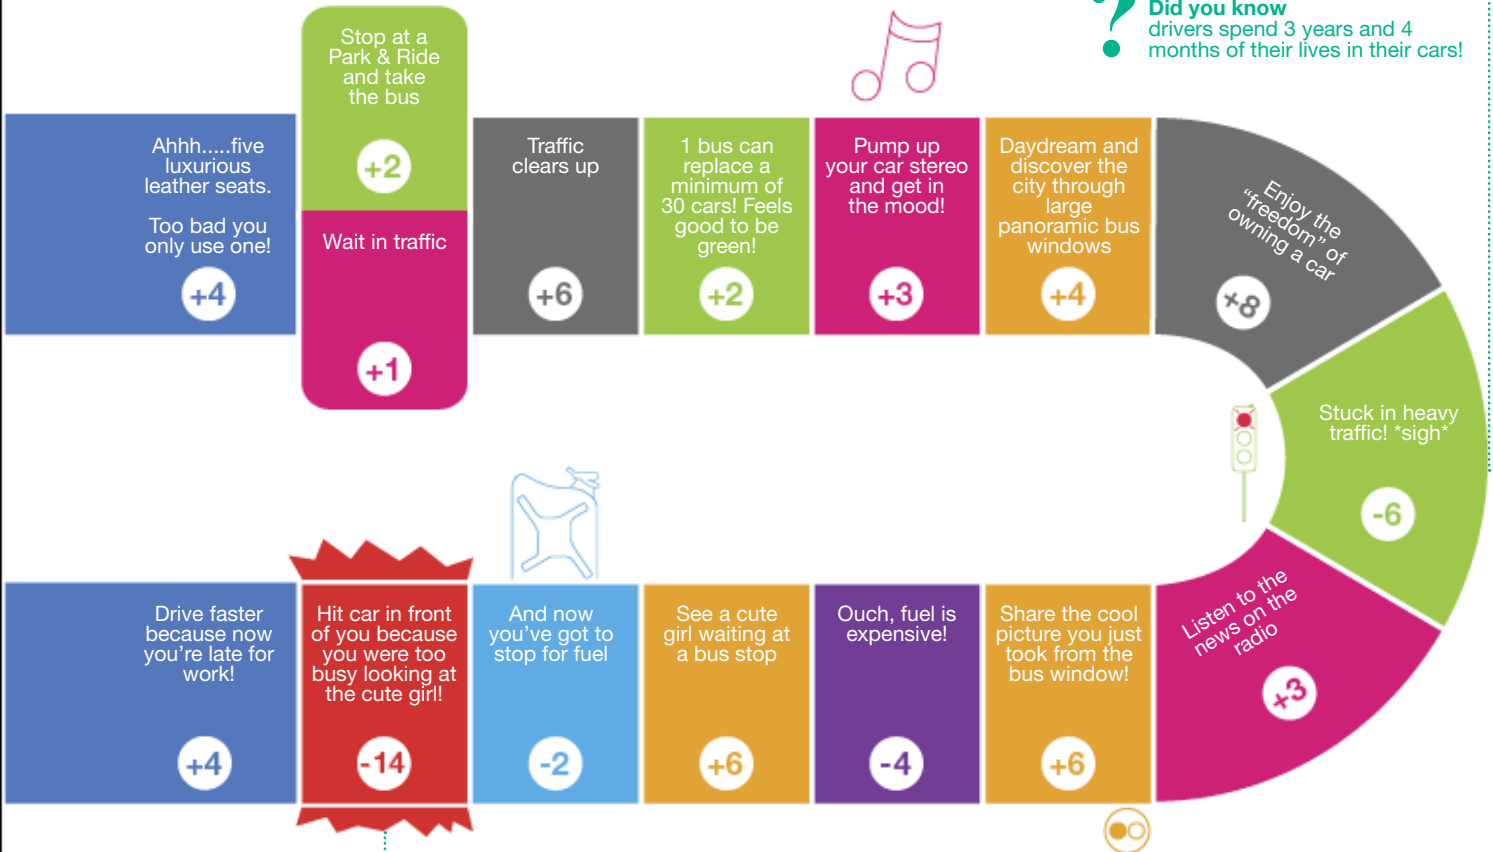 Did you know
drivers spend 3 years and 4
months of their lives in their cars!
Stop at a
Park & Ride
and take
the bus
+2
Ahhh.....five
luxurious
leather seats.
Too bad you
only use one!
+4
Wait in traffic
+1
Traffic
clears up
+6
1 bus can
replace a
minimum of
30 cars! Feels
good to be
green!
+2
Pump up
your car stereo
and get in
the mood!
+3
Daydream and
discover the
city through
large
panoramic bus
windows
+4
Enjoy the
“freedom” of
owning a car
+8
Stuck in heavy
traffic! *sigh*
-6
Listen to the
news on the
radio
+3
Share the cool
picture you just
took from the
bus window!
+6
Ouch, fuel is
expensive!
-4
See a cute
girl waiting at
a bus stop
+6
And now
you’ve got to
stop for fuel
-2
Hit car in front
of you because
you were too
busy looking at
the cute girl!
-14
Drive faster
because now
you’re late for
work!
+4